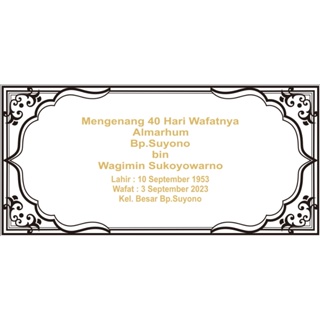 Mengenang 40 Hari Wafatnya
Almarhum
Bp.Suyono
bin
Wagimin Sukoyowarno
Lahir : 10 September 1953
Wafat : 3 September 2023
Kel. Besar Bp.Suyono